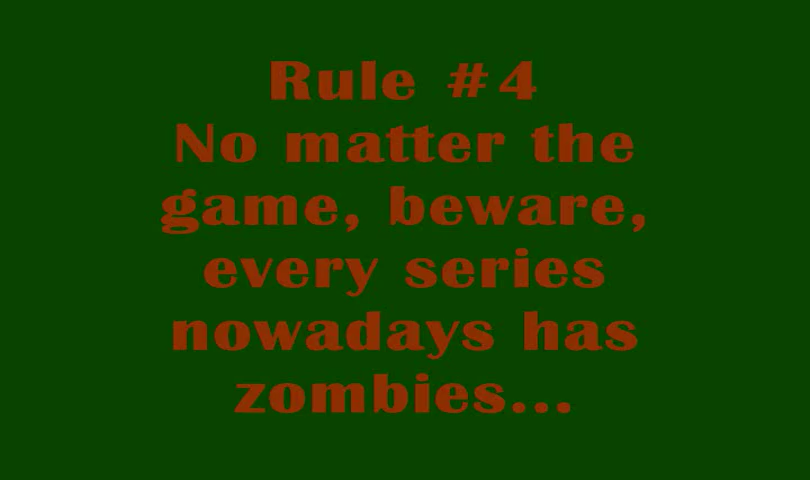 Rule #4
No matter the
game, beware,
every series
nowadays has
zombies...